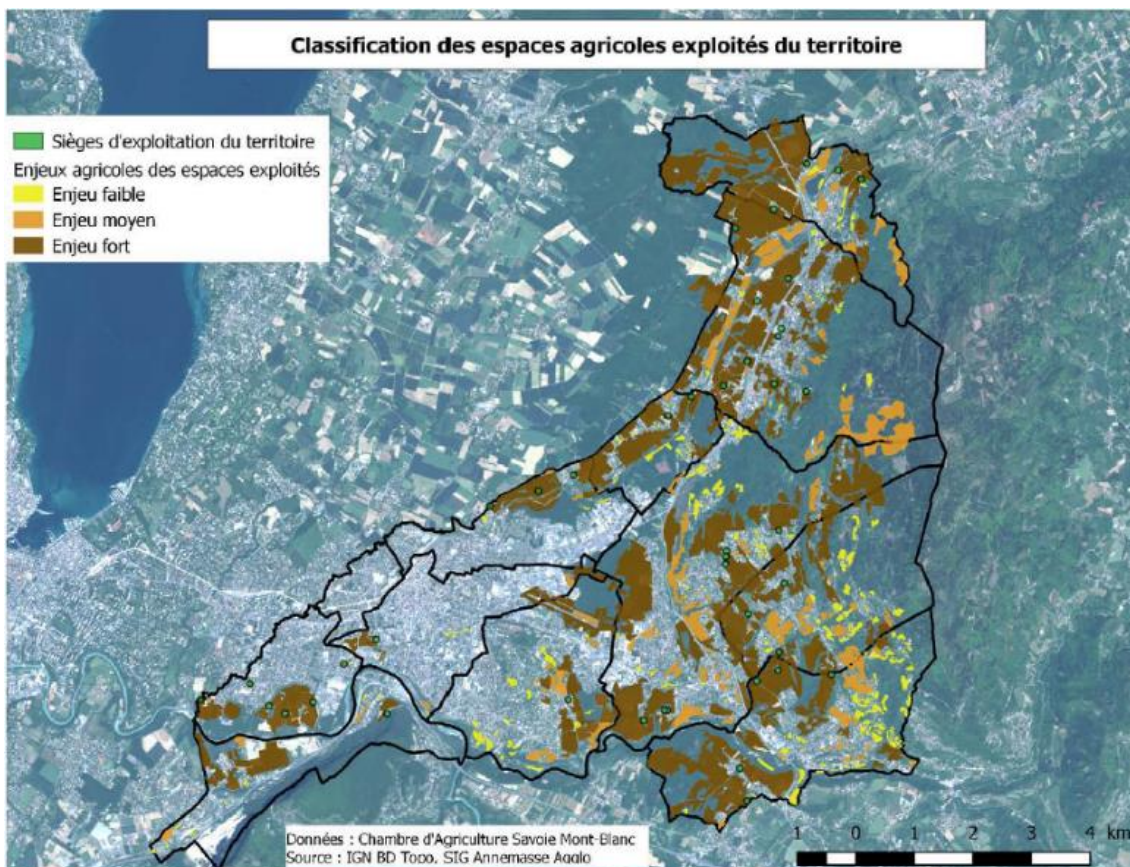 Classification des espaces agricoles exploités du territoire
Sièges d'exploitation du territoire
Enjeux agricoles des espaces exploités
Enjeu faible
Enjeu moyen
Enjeu fort
Données : Chambre d'Agriculture Savoie Mont-Blanc
Source : IGN BD Topo, SIG Annemasse Agglo
1 0 1 2 3 4 km